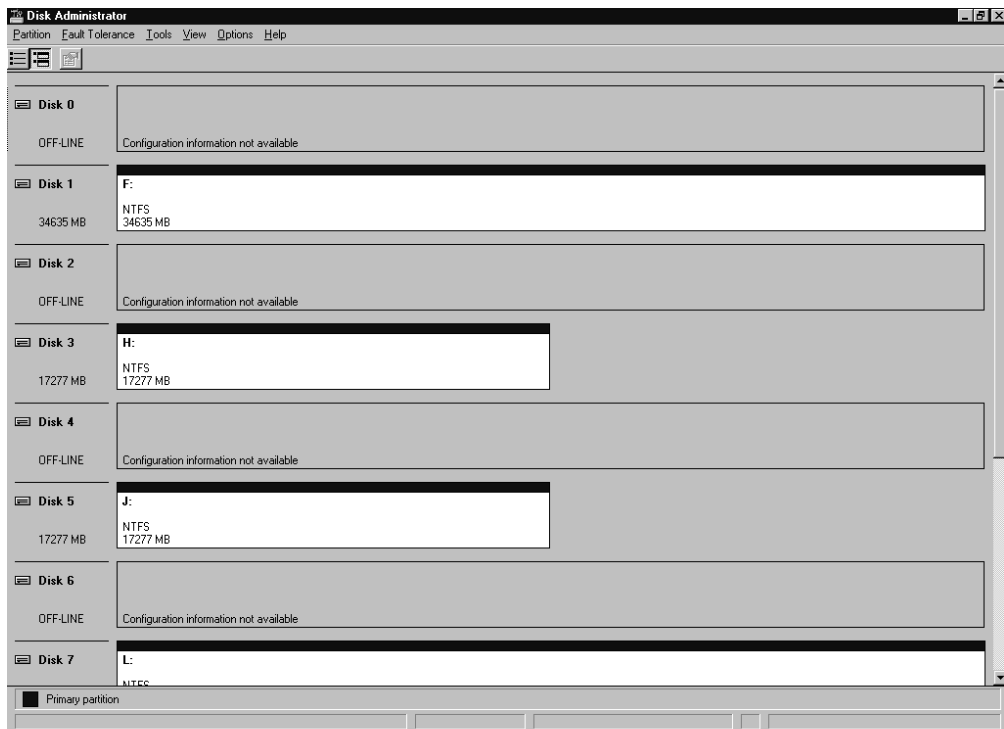 Disk Administrator
Partition Fault Tolerance Tools View Options Help
Disk 0
OFF-LINE Configuration information not available
Disk 1 F:
NTFS
34635 MB 34635 MB
Disk 2
OFF-LINE Configuration information not available
Disk 3 H:
NTFS
17277 MB 17277 MB
Disk 4
OFF-LINE Configuration information not available
Disk 5 J:
NTFS
17277 MB 17277 MB
Disk 6
OFF-LINE Configuration information not available
Disk 7 L:
NTFS
Primary partition